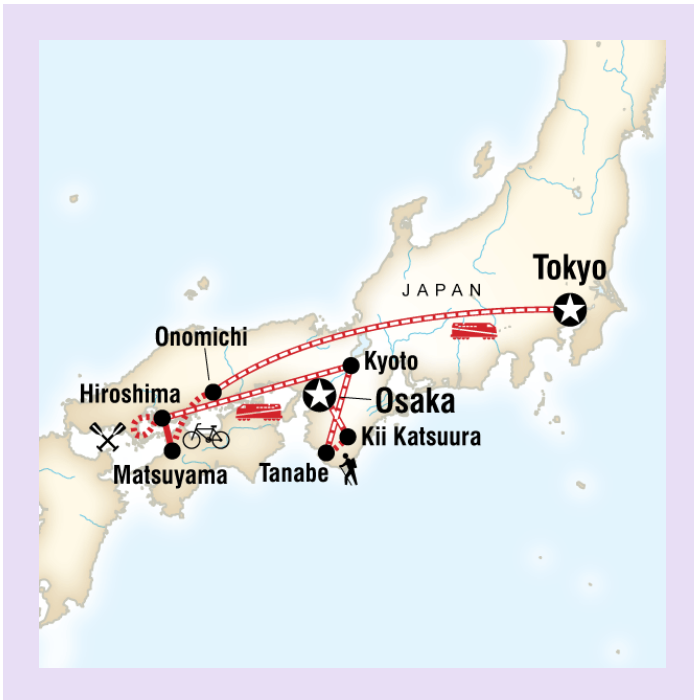 Tokyo
JAPAN
Onomichi
Kyoto
Hiroshima
Osaka
Kii Katsuura
Matsuyama
Tanabe